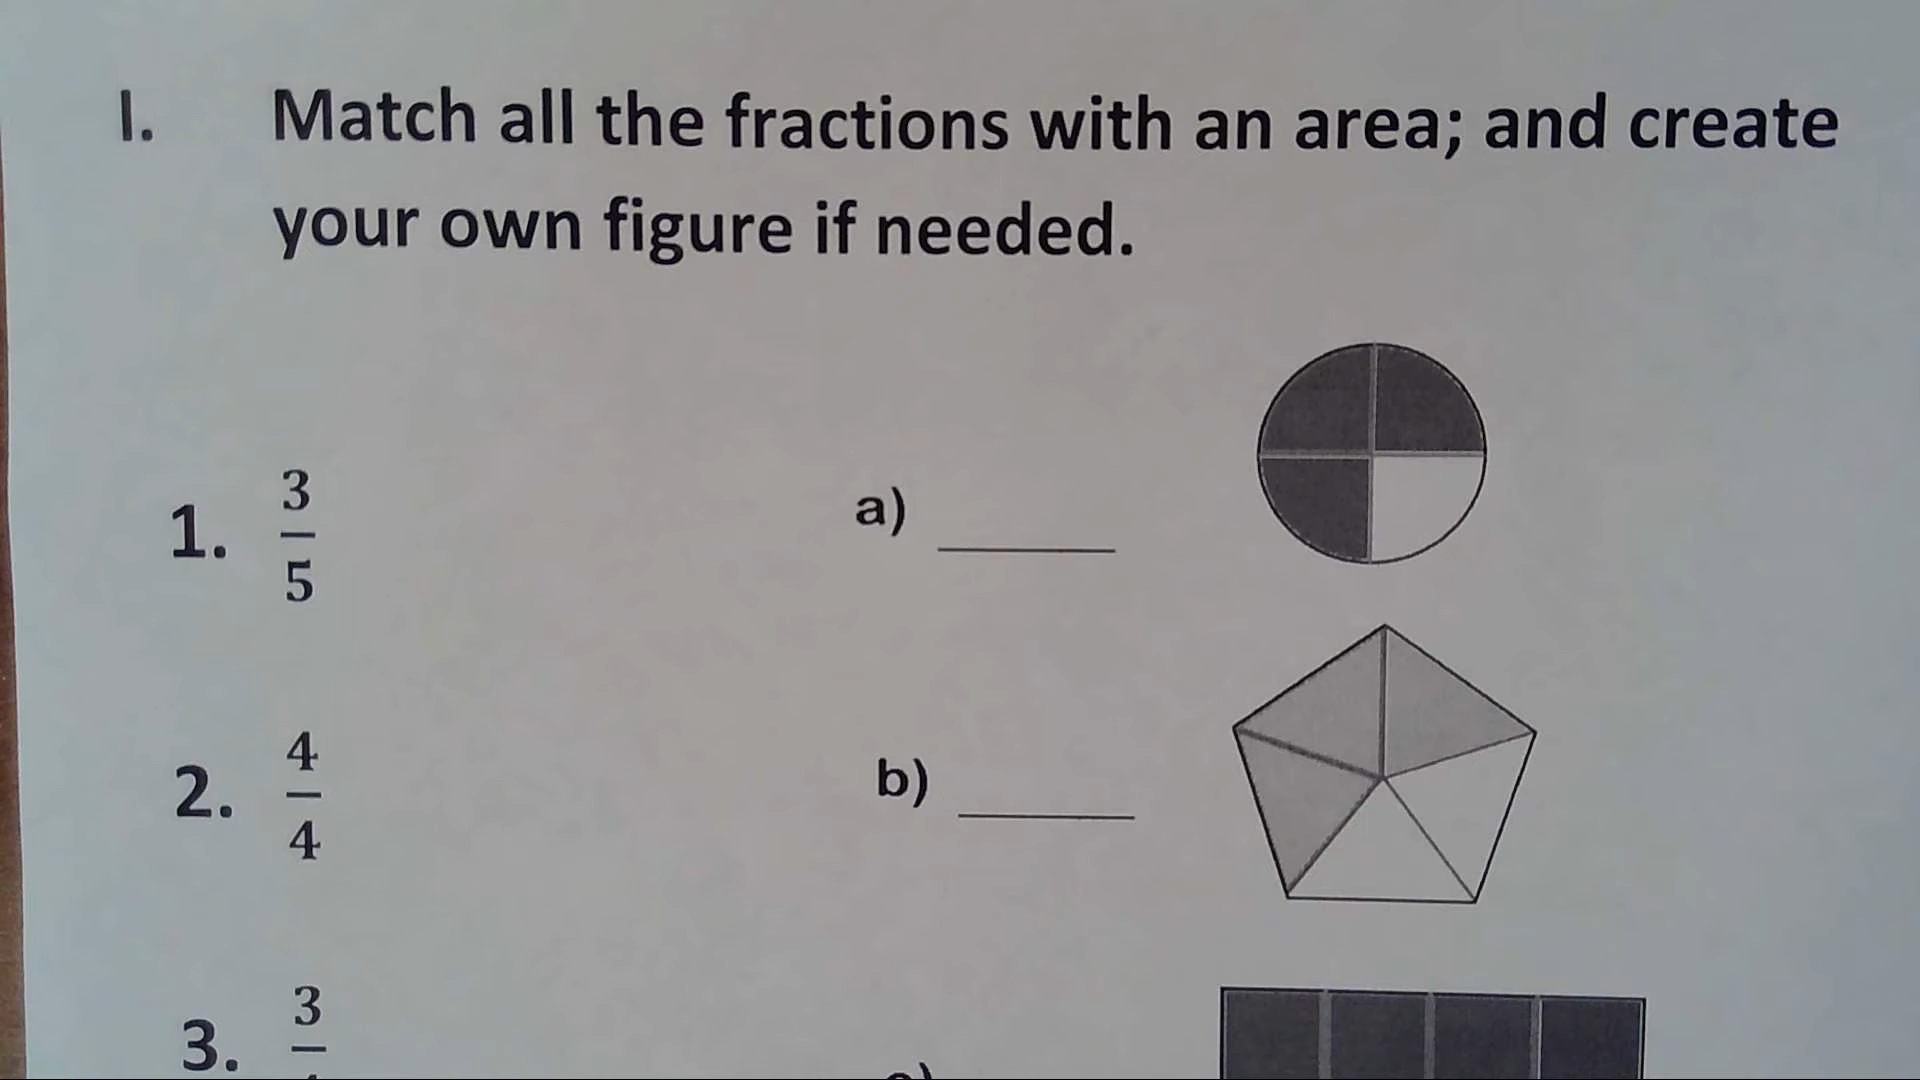 I. Match all the fractions with an area; and create
your own figure if needed.
1. 3/5
a) ______
2. 4/4
b) ______
3. 3